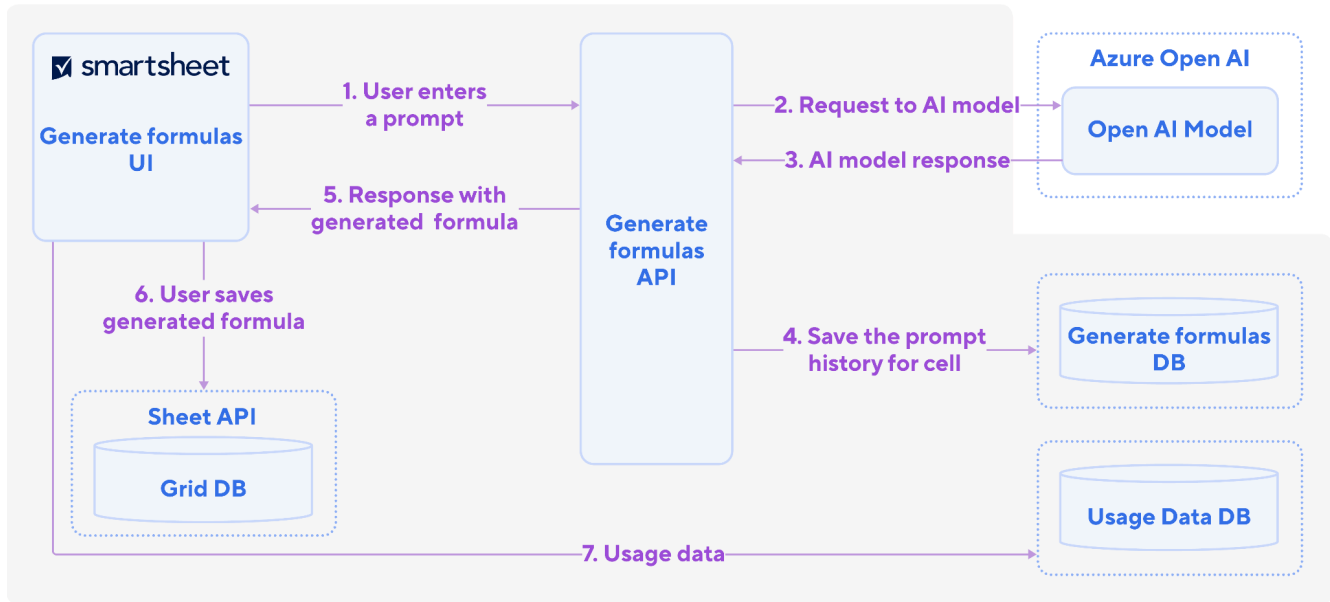 smartsheet
Generate formulas
UI
1. User enters
a prompt
2. Request to AI model
Azure Open AI
Open AI Model
3. AI model response
5. Response with
generated formula
Generate
formulas
API
6. User saves
generated formula
4. Save the prompt
history for cell
Generate formulas
DB
Sheet API
Grid DB
Usage Data DB
7. Usage data